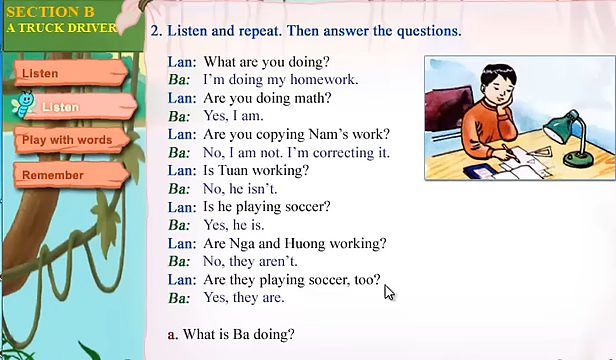 SECTION B
A TRUCK DRIVER
Listen
Listen
Play with words
Remember
2. Listen and repeat. Then answer the questions.
Lan: What are you doing?
Ba: I'm doing my homework.
Lan: Are you doing math?
Ba: Yes, I am.
Lan: Are you copying Nam's work?
Ba: No, I am not. I'm correcting it.
Lan: Is Tuan working?
Ba: No, he isn't.
Lan: Is he playing soccer?
Ba: Yes, he is.
Lan: Are Nga and Huong working?
Ba: No, they aren't.
Lan: Are they playing soccer, too?
Ba: Yes, they are.
a. What is Ba doing?